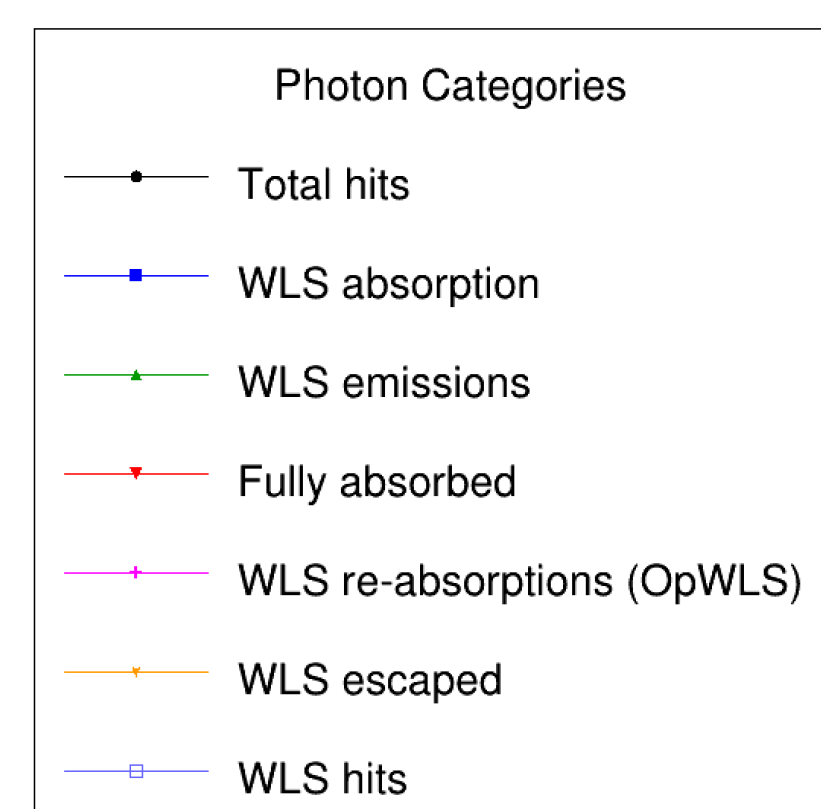 Photon Categories
Total hits
WLS absorption
WLS emissions
Fully absorbed
WLS re-absorptions (OpWLS)
WLS escaped
WLS hits